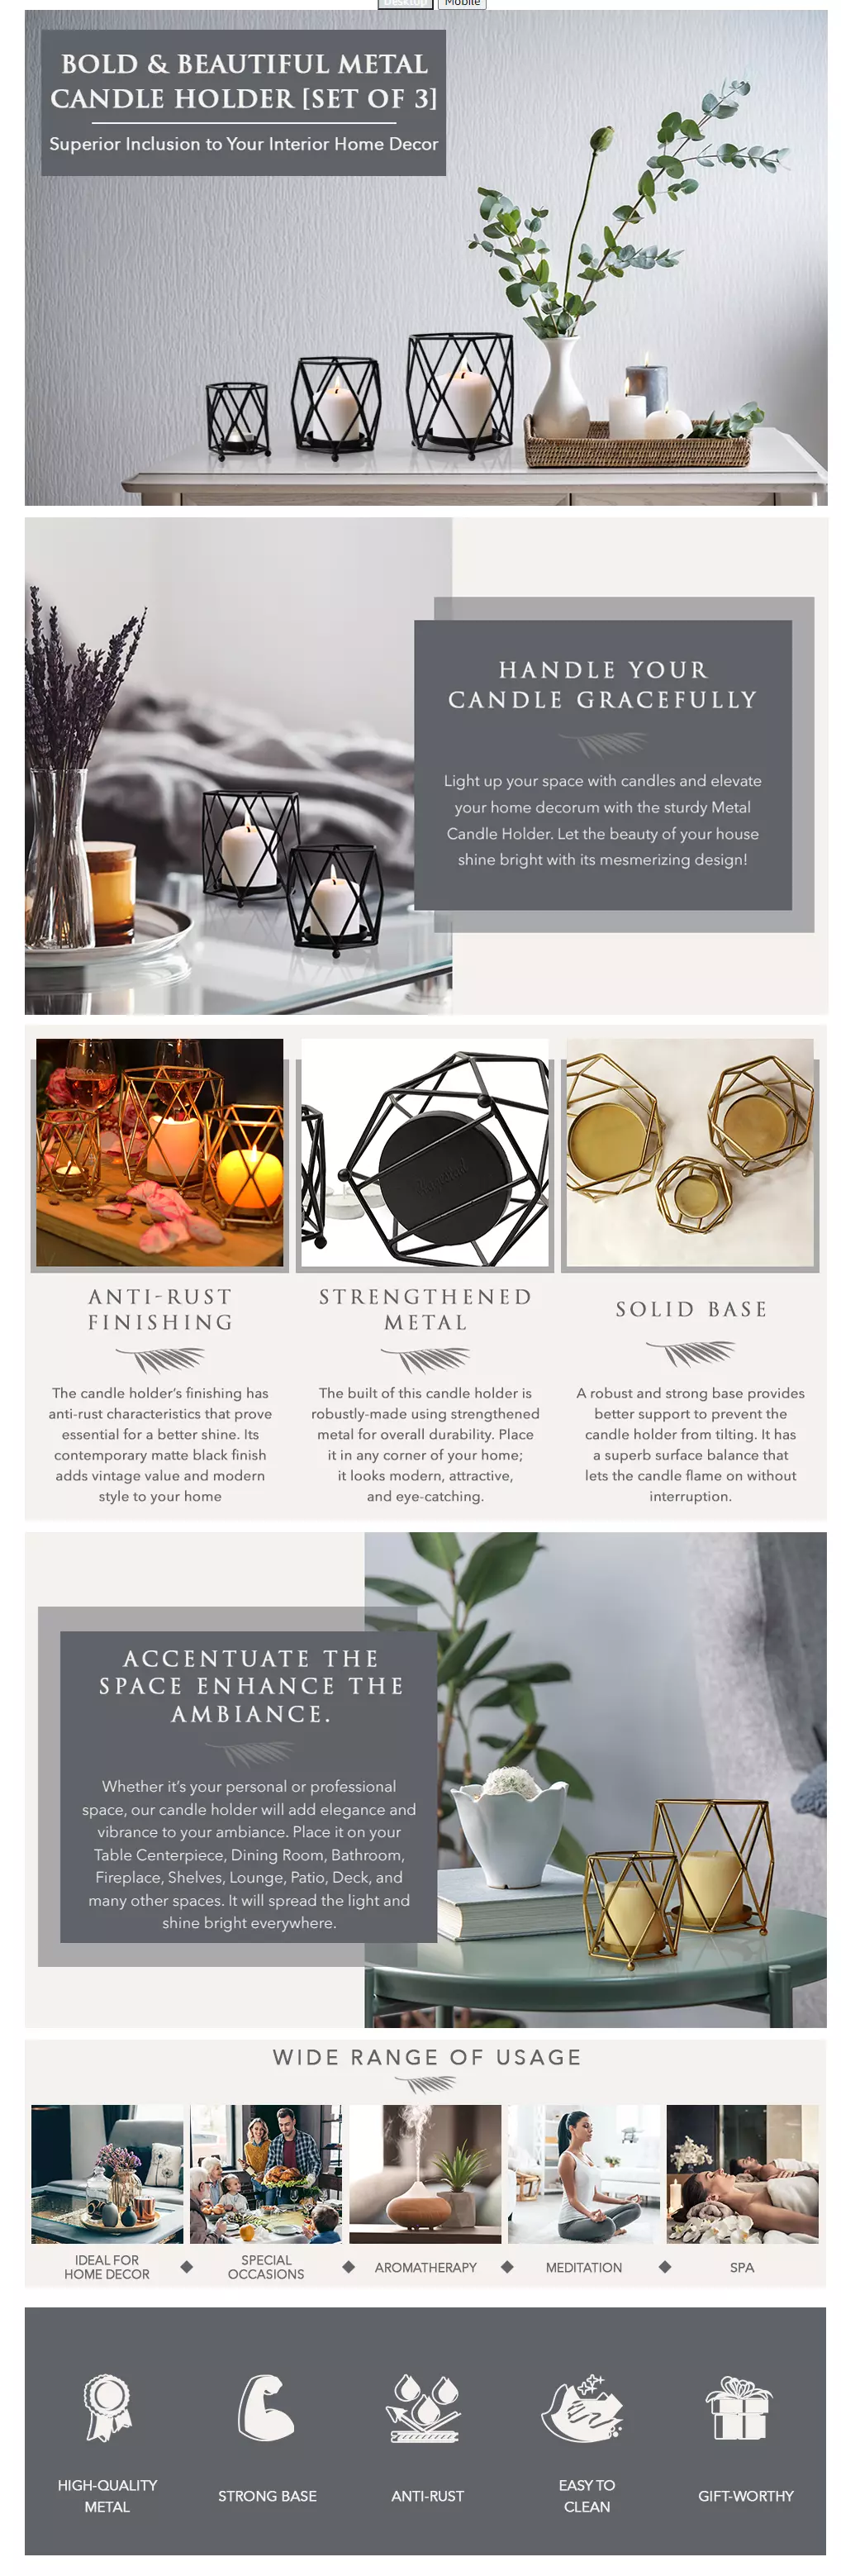 Desktop Mobile
BOLD & BEAUTIFUL METAL
CANDLE HOLDER [SET OF 3]
Superior Inclusion to Your Interior Home Decor
HANDLE YOUR
CANDLE GRACEFULLY
Light up your space with candles and elevate
your home decorum with the sturdy Metal
Candle Holder. Let the beauty of your house
shine bright with its mesmerizing design!
ANTI-RUST
FINISHING
The candle holder's finishing has
anti-rust characteristics that prove
essential for a better shine. Its
contemporary matte black finish
adds vintage value and modern
style to your home
STRENGTHENED
METAL
The built of this candle holder is
robustly-made using strengthened
metal for overall durability. Place
it in any corner of your home;
it looks modern, attractive,
and eye-catching.
SOLID BASE
A robust and strong base provides
better support to prevent the
candle holder from tilting. It has
a superb surface balance that
lets the candle flame on without
interruption.
ACCENTUATE THE
SPACE ENHANCE THE
AMBIANCE.
Whether it's your personal or professional
space, our candle holder will add elegance and
vibrance to your ambiance. Place it on your
Table Centerpiece, Dining Room, Bathroom,
Fireplace, Shelves, Lounge, Patio, Deck, and
many other spaces. It will spread the light and
shine bright everywhere.
WIDE RANGE OF USAGE
IDEAL FOR
HOME DECOR
SPECIAL
OCCASIONS
AROMATHERAPY
MEDITATION
SPA
HIGH-QUALITY
METAL
STRONG BASE
ANTI-RUST
EASY TO
CLEAN
GIFT-WORTHY